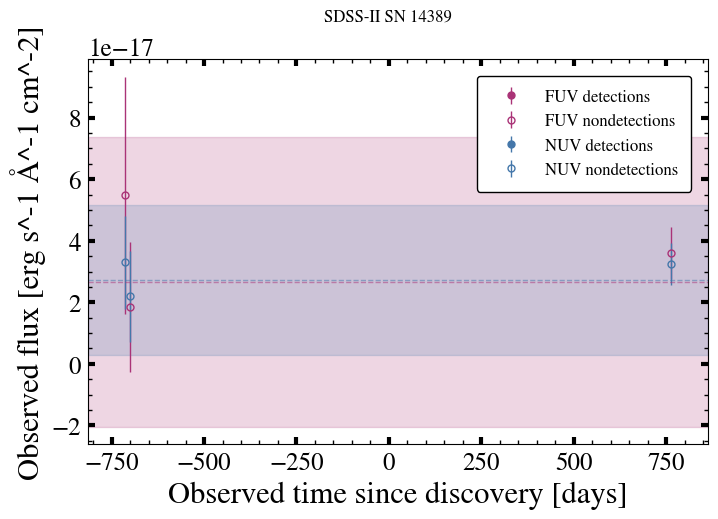 SDSS-II SN 14389
1e−17
Observed flux [erg s^-1 Å^-1 cm^-2]
8
6
4
2
0
−2
FUV detections
FUV nondetections
NUV detections
NUV nondetections
−750 −500 −250 0 250 500 750
Observed time since discovery [days]